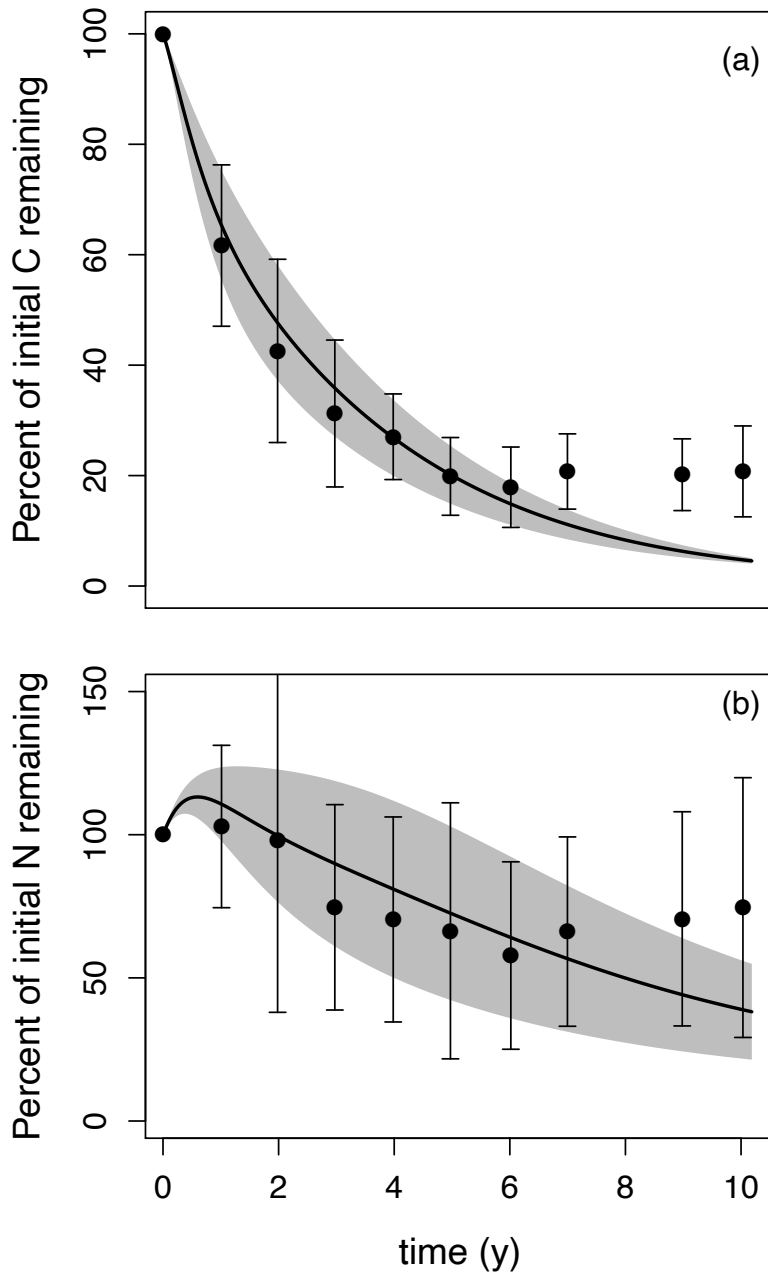 (a)
Percent of initial C remaining
100
80
60
40
20
0
(b)
Percent of initial N remaining
150
100
50
0
0 2 4 6 8 10
time (y)